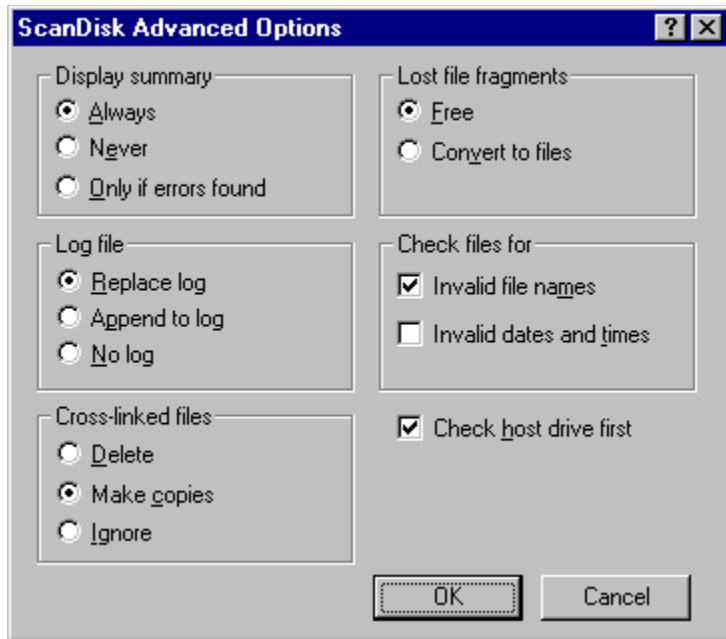 ScanDisk Advanced Options
Display summary
Always
Never
Only if errors found
Log file
Replace log
Append to log
No log
Cross-linked files
Delete
Make copies
Ignore
Lost file fragments
Free
Convert to files
Check files for
Invalid file names
Invalid dates and times
Check host drive first
OK
Cancel